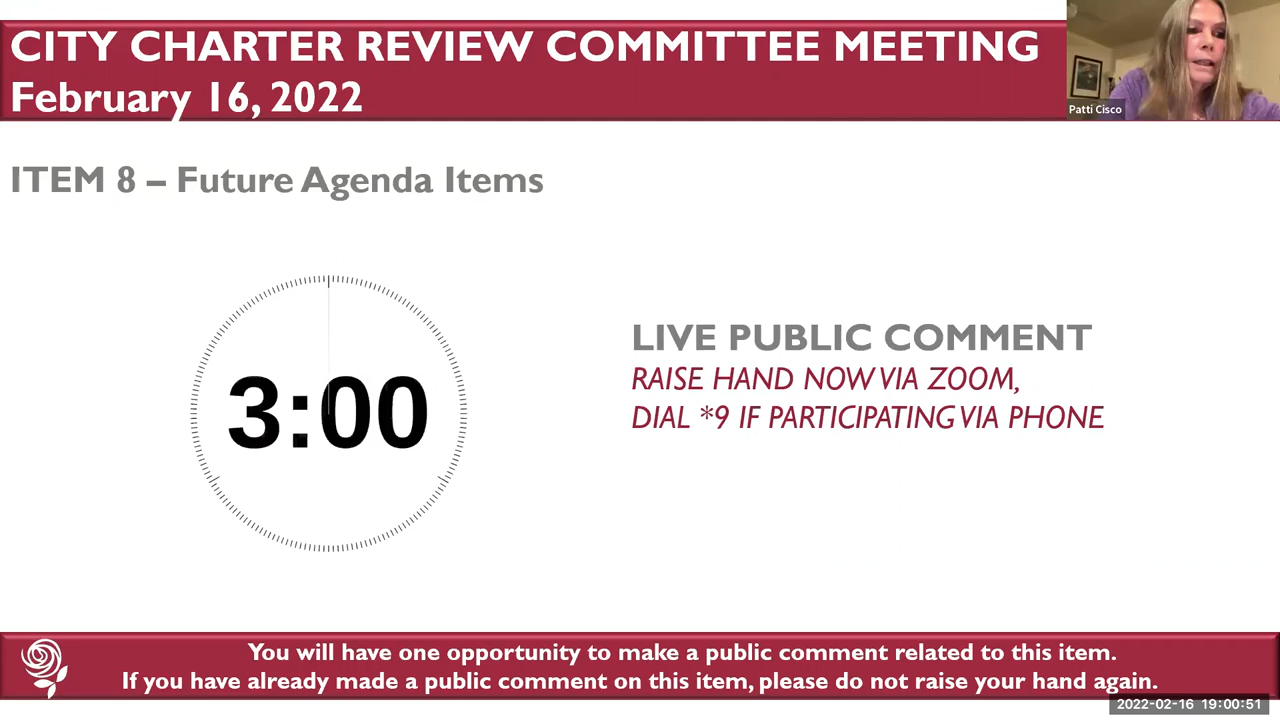 CITY CHARTER REVIEW COMMITTEE MEETING
February 16, 2022
Patti Cisco
ITEM 8 – Future Agenda Items
3:00
LIVE PUBLIC COMMENT
RAISE HAND NOW VIA ZOOM,
DIAL *9 IF PARTICIPATING VIA PHONE
You will have one opportunity to make a public comment related to this item.
If you have already made a public comment on this item, please do not raise your hand again.
2022-02-16 19:00:51